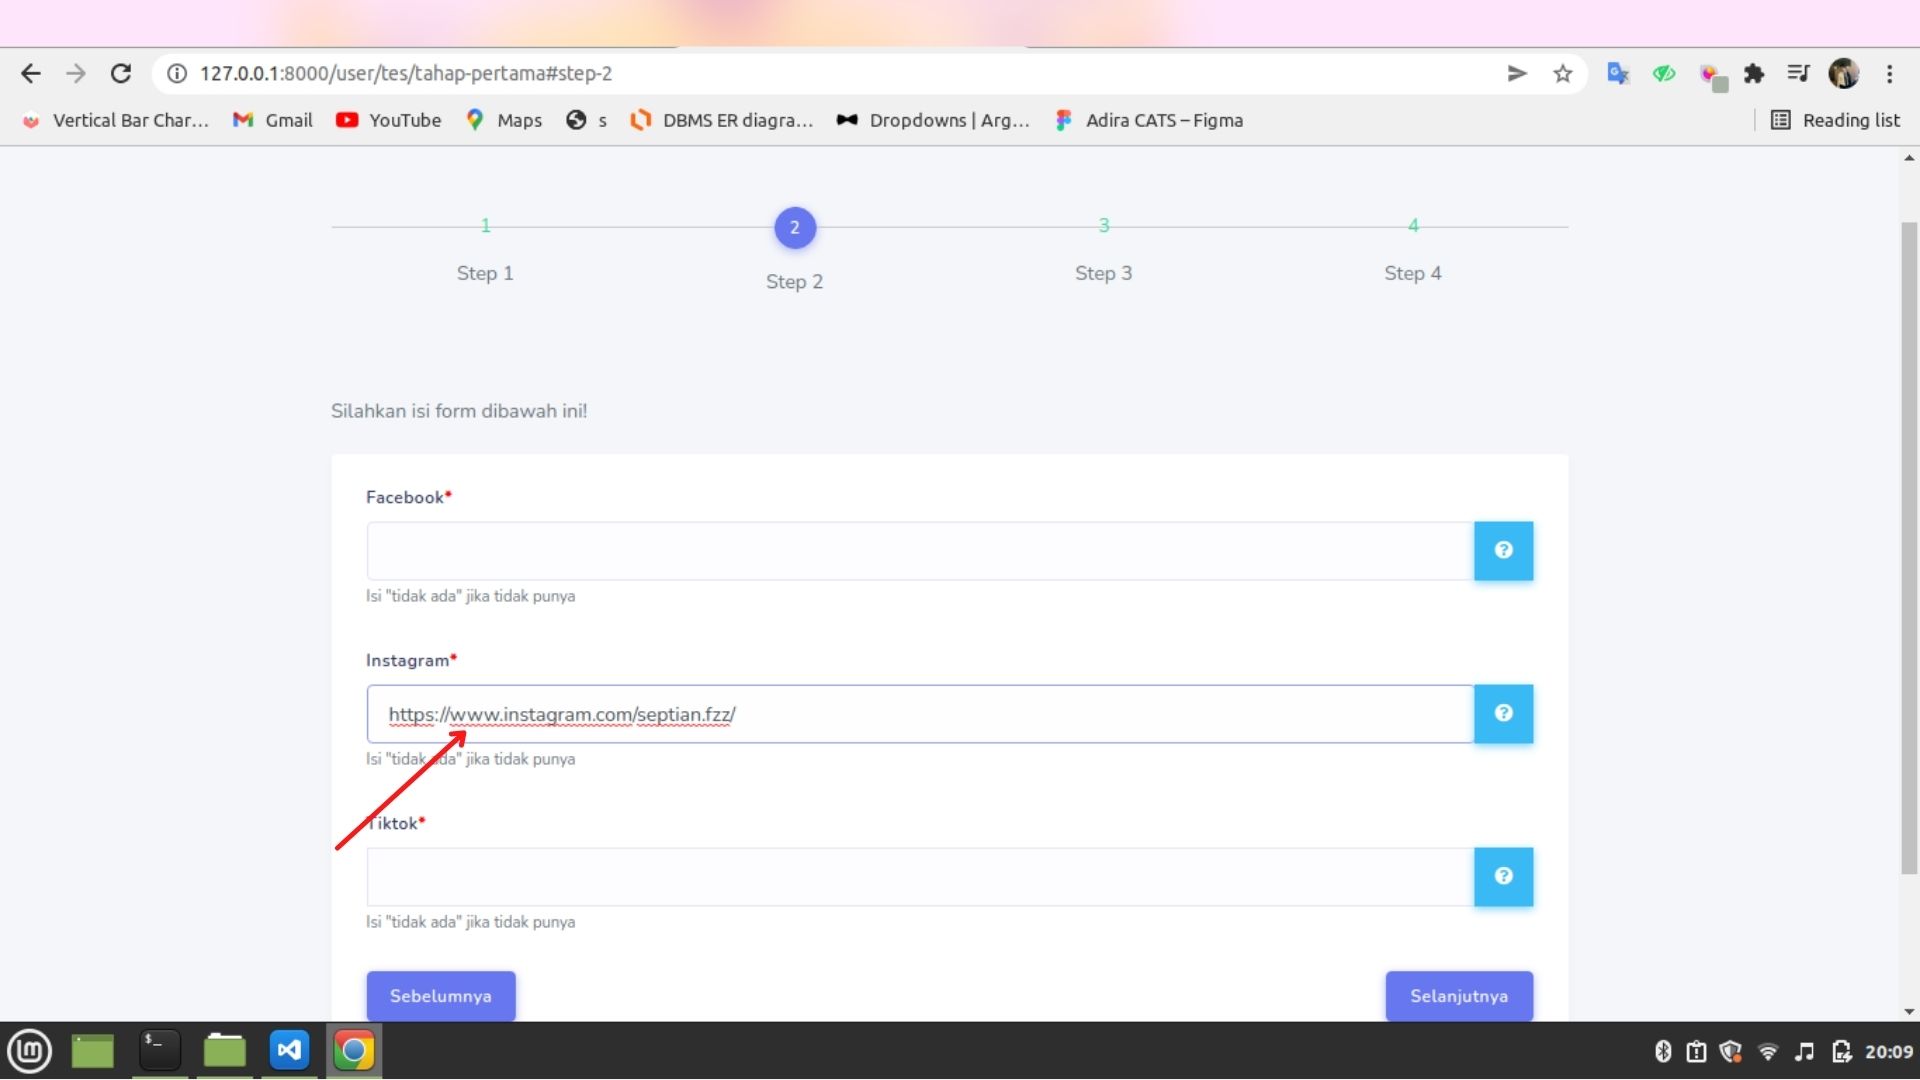 127.0.0.1:8000/user/tes/tahap-pertama#step-2
Vertical Bar Char... Gmail YouTube Maps s DBMS ER diagra... Dropdowns | Arg... Adira CATS – Figma Reading list
1 2 3 4
Step 1 Step 2 Step 3 Step 4
Silahkan isi form dibawah ini!
Facebook*
Isi "tidak ada" jika tidak punya
Instagram*
https://www.instagram.com/septian.fzz/
Isi "tidak ada" jika tidak punya
Tiktok*
Isi "tidak ada" jika tidak punya
Sebelumnya Selanjutnya
20:09